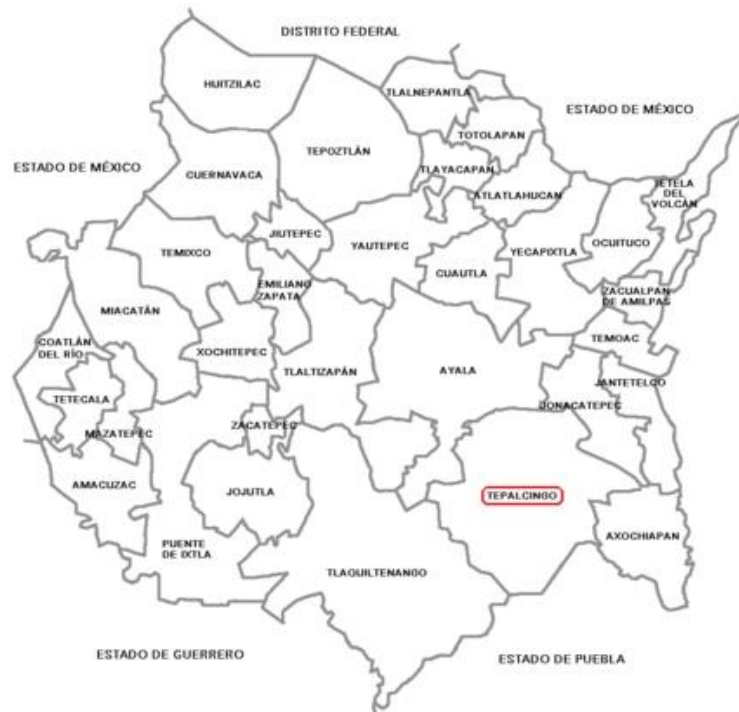 DISTRITO FEDERAL
HUITZILAC
TLALNEPANTLA
ESTADO DE MÉXICO
TOTOLAPAN
TEPOZTLÁN
ESTADO DE MÉXICO
TLAYACAPAN
CUERNAVACA
ATLATLAHUCAN
TETELA
DEL
VOLCÁN
JIUTEPEC
YAUTEPEC
OCUITUCO
TEMIXCO
YECAPIXTLA
CUAUTLA
EMILIANO
ZAPATA
ZACUALPAN
DE AMILPAS
MIACATÁN
TEMOAC
COATLÁN
DEL RÍO
XOCHITEPEC
TLALTIZAPÁN
AYALA
JANTETELCO
TETECALA
JONACATEPEC
ZACATEPEC
MAZATEPEC
AMACUZAC
JOJUTLA
TEPALCINGO
AXOCHIAPAN
PUENTE
DE IXTLA
TLAQUILTENANGO
ESTADO DE GUERRERO
ESTADO DE PUEBLA